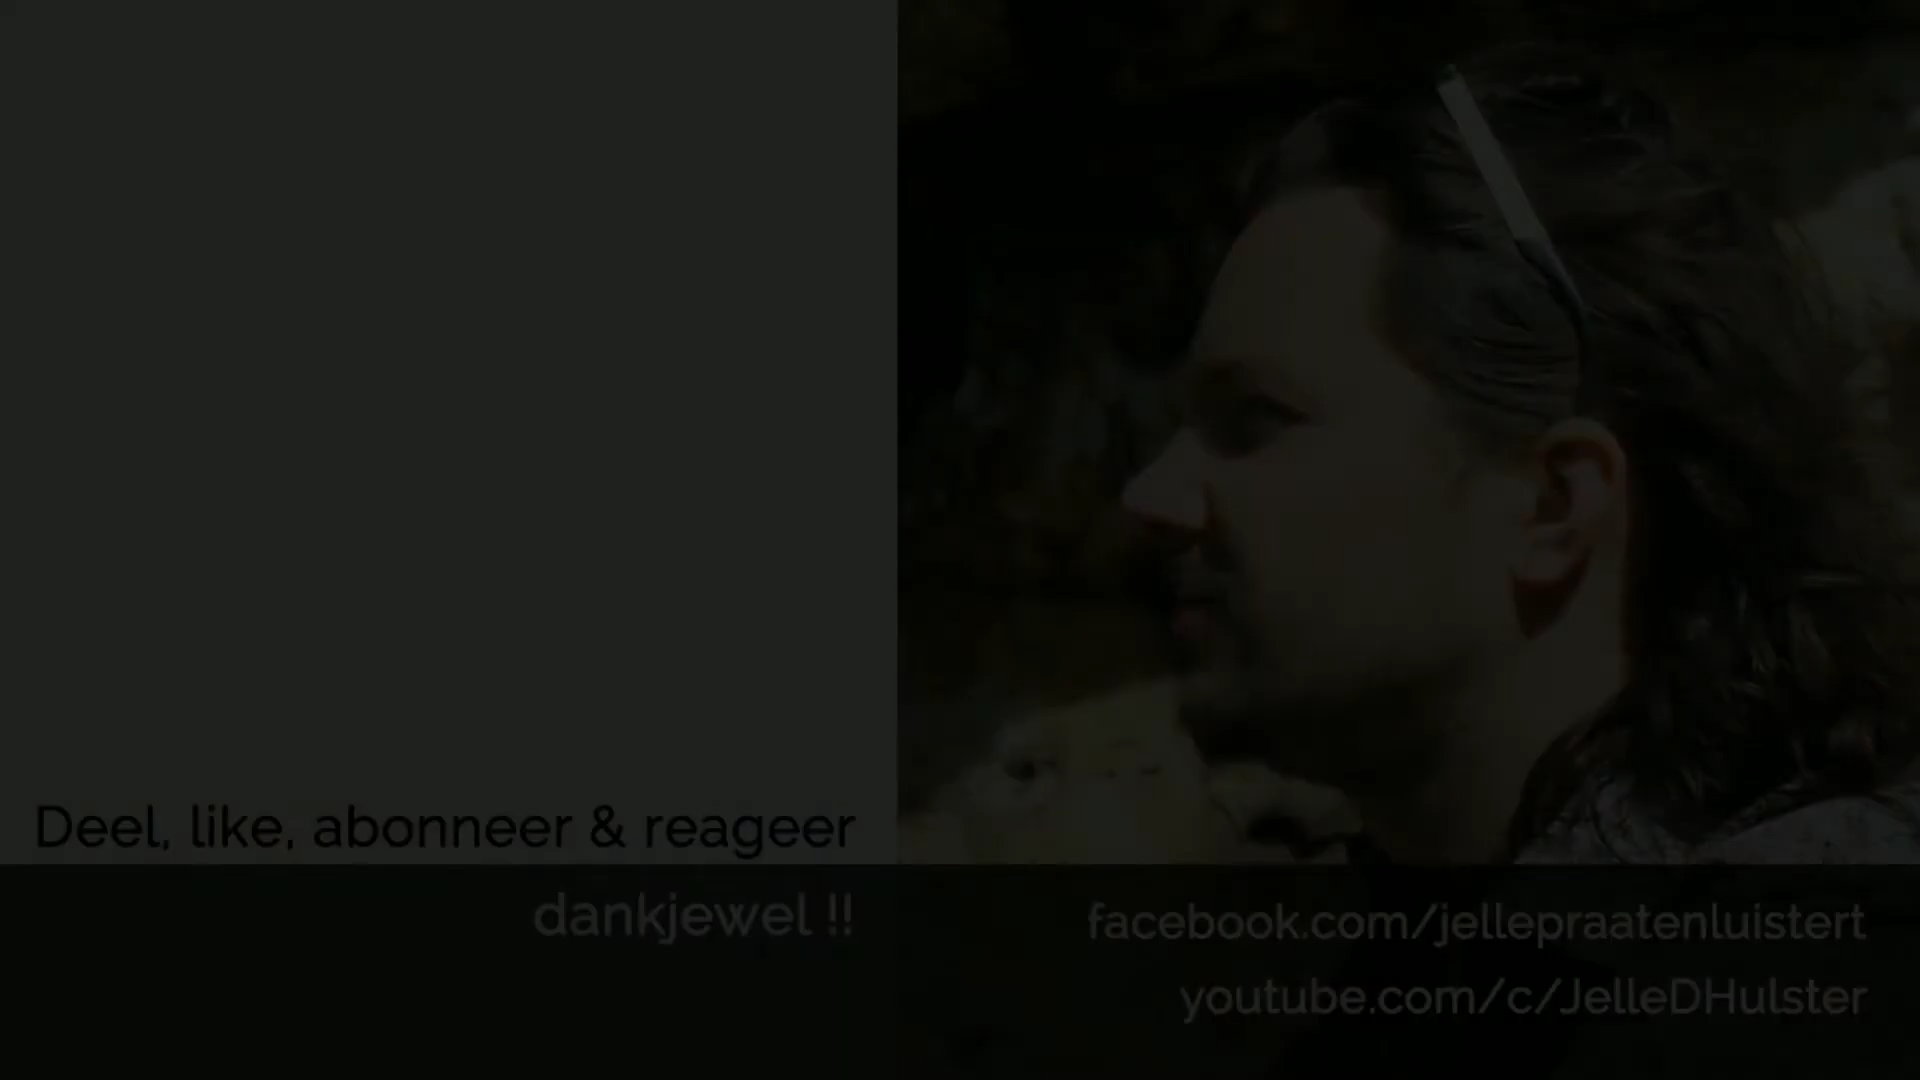 Deel, like, abonneer & reageer
dankjewel !!
facebook.com/jellepraatenluistert
youtube.com/c/JelleDHulster